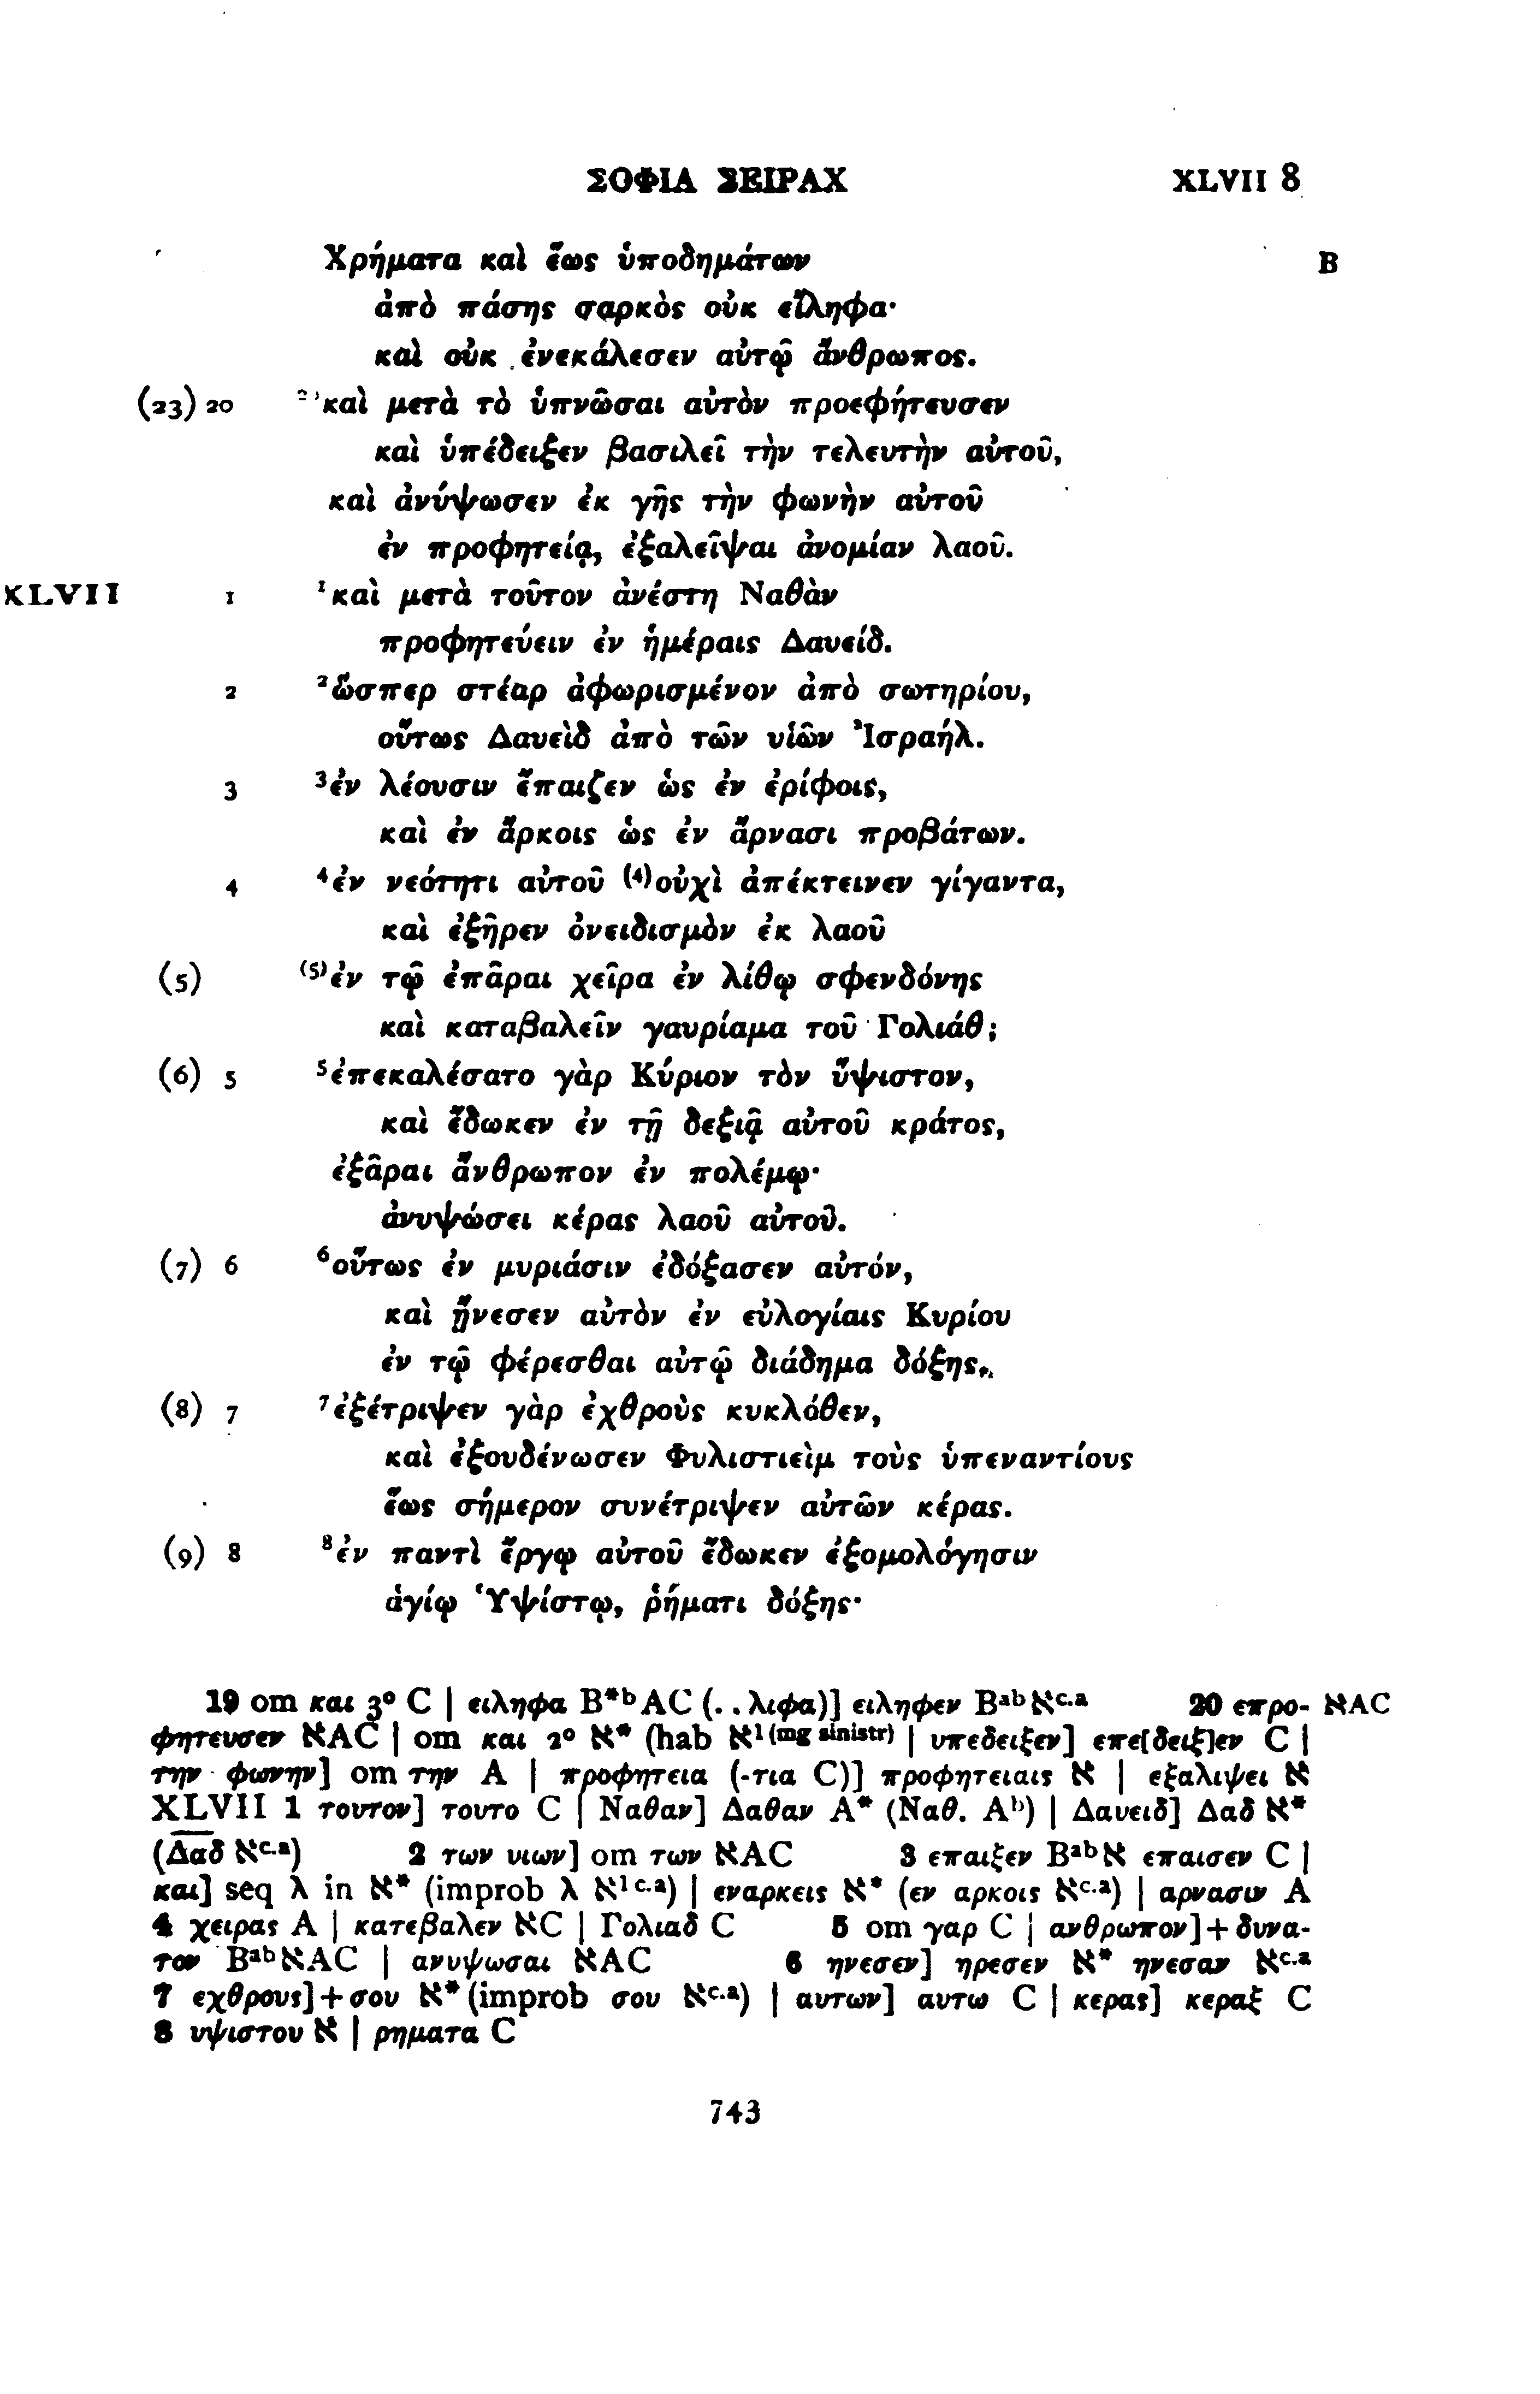 ΣΟΦΙΑ ΣΕΙΡΑΧ XLVII 8
Χρήματα καὶ ἕως ὑποδημάτων B
ἀπὸ πάσης σαρκὸς οὐκ εἴληφα·
καὶ οὐκ ἐνεκάλεσεν αὐτῷ ἄνθρωπος.
(23) 20 ²⁰καὶ μετὰ τὸ ὑπνῶσαι αὐτὸν προεφήτευσεν
καὶ ὑπέδειξεν βασιλεῖ τὴν τελευτὴν αὐτοῦ,
καὶ ἀνύψωσεν ἐκ γῆς τὴν φωνὴν αὐτοῦ
ἐν προφητείᾳ, ἐξαλεῖψαι ἀνομίαν λαοῦ.
XLVII 1 ¹καὶ μετὰ τοῦτον ἀνέστη Ναθὰν
προφητεύειν ἐν ἡμέραις Δαυείδ.
2 ²ὥσπερ στέαρ ἀφωρισμένον ἀπὸ σωτηρίου,
οὕτως Δαυεὶδ ἀπὸ τῶν υἱῶν Ἰσραήλ.
3 ³ἐν λέουσιν ἔπαιζεν ὡς ἐν ἐρίφοις,
καὶ ἐν ἄρκοις ὡς ἐν ἄρνασι προβάτων.
4 ⁴ἐν νεότητι αὐτοῦ ⁽⁴⁾οὐχὶ ἀπέκτεινεν γίγαντα,
καὶ ἐξῆρεν ὀνειδισμὸν ἐκ λαοῦ
(5) ⁽⁵⁾ἐν τῷ ἐπᾶραι χεῖρα ἐν λίθῳ σφενδόνης
καὶ καταβαλεῖν γαυρίαμα τοῦ Γολιάθ;
(6) 5 ⁵ἐπεκαλέσατο γὰρ Κύριον τὸν ὕψιστον,
καὶ ἔδωκεν ἐν τῇ δεξιᾷ αὐτοῦ κράτος,
ἐξᾶραι ἄνθρωπον ἐν πολέμῳ·
ἀνυψώσει κέρας λαοῦ αὐτοῦ.
(7) 6 ⁶οὕτως ἐν μυριάσιν ἐδόξασεν αὐτόν,
καὶ ᾔνεσεν αὐτὸν ἐν εὐλογίαις Κυρίου
ἐν τῷ φέρεσθαι αὐτῷ διάδημα δόξης.
(8) 7 ⁷ἐξέτριψεν γὰρ ἐχθροὺς κυκλόθεν,
καὶ ἐξουδένωσεν Φυλιστιεὶμ τοὺς ὑπεναντίους
ἕως σήμερον συνέτριψεν αὐτῶν κέρας.
(9) 8 ⁸ἐν παντὶ ἔργῳ αὐτοῦ ἔδωκεν ἐξομολόγησιν
ἁγίῳ Ὑψίστῳ, ῥήματι δόξης·
19 om και 3º C | ειληφα B*ᵇAC (. . λιφα)] ειληφεν Bᵃᵇ אᶜ·ᵃ 20 επρο- אAC
φητευσεν אAC | om και 2º א* (hab א¹ ⁽ᵐᵍ ˢⁱⁿⁱˢᵗʳ⁾ | υπεδειξεν] επε[δειξ]εν C |
την φωνην] om την A | προφητεια (-τια C)] προφητειαις א | εξαλιψει א
XLVII 1 τουτον] τουτο C | Ναθαν] Δαθαν A* (Ναθ. Aᵇ) | Δαυειδ] Δαδ א*
(Δ̅α̅δ̅ אᶜ·ᵃ) 2 των υιων] om των אAC 3 επαιξεν Bᵃᵇא επαισεν C |
και] seq λ in א* (improb λ א¹ ᶜ·ᵃ) | εναρκεις א* (εν αρκοις אᶜ·ᵃ) | αρνασιν A
4 χειρας A | κατεβαλεν אC | Γολιαδ C 5 om γαρ C | ανθρωπον]+δυνα-
τον BᵃᵇאAC | ανυψωσαι אAC 6 ηνεσεν] ηρεσεν א* ηνεσαν אᶜ·ᵃ
7 εχθρους]+σου א* (improb σου אᶜ·ᵃ) | αυτων] αυτω C | κερας] κεραξ C
8 υψιστου א | ρηματα C
743